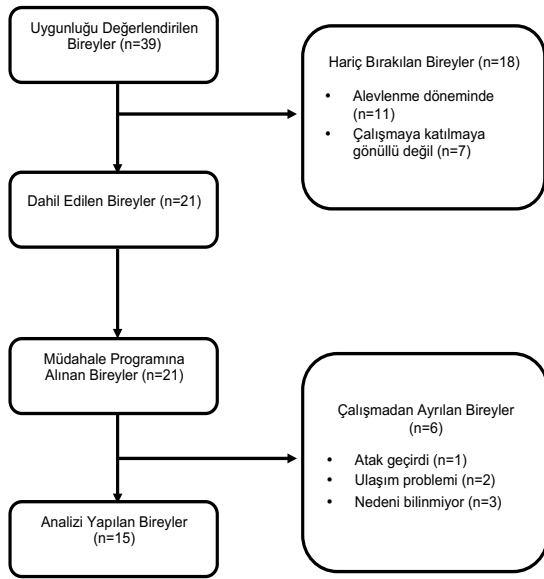 Uygunluğu Değerlendirilen
Bireyler (n=39)
Hariç Bırakılan Bireyler (n=18)
• Alevlenme döneminde
(n=11)
• Çalışmaya katılmaya
gönüllü değil (n=7)
Dahil Edilen Bireyler (n=21)
Müdahale Programına
Alınan Bireyler (n=21)
Çalışmadan Ayrılan Bireyler
(n=6)
• Atak geçirdi (n=1)
• Ulaşım problemi (n=2)
• Nedeni bilinmiyor (n=3)
Analizi Yapılan Bireyler
(n=15)